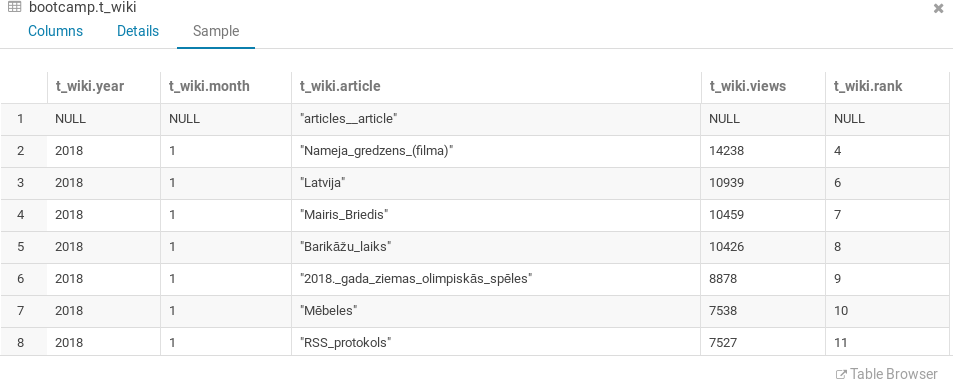 bootcamp.t_wiki
Columns Details Sample
t_wiki.year t_wiki.month t_wiki.article t_wiki.views t_wiki.rank
1 NULL NULL "articles__article" NULL NULL
2 2018 1 "Nameja_gredzens_(filma)" 14238 4
3 2018 1 "Latvija" 10939 6
4 2018 1 "Mairis_Briedis" 10459 7
5 2018 1 "Barikāžu_laiks" 10426 8
6 2018 1 "2018._gada_ziemas_olimpiskās_spēles" 8878 9
7 2018 1 "Mēbeles" 7538 10
8 2018 1 "RSS_protokols" 7527 11
Table Browser